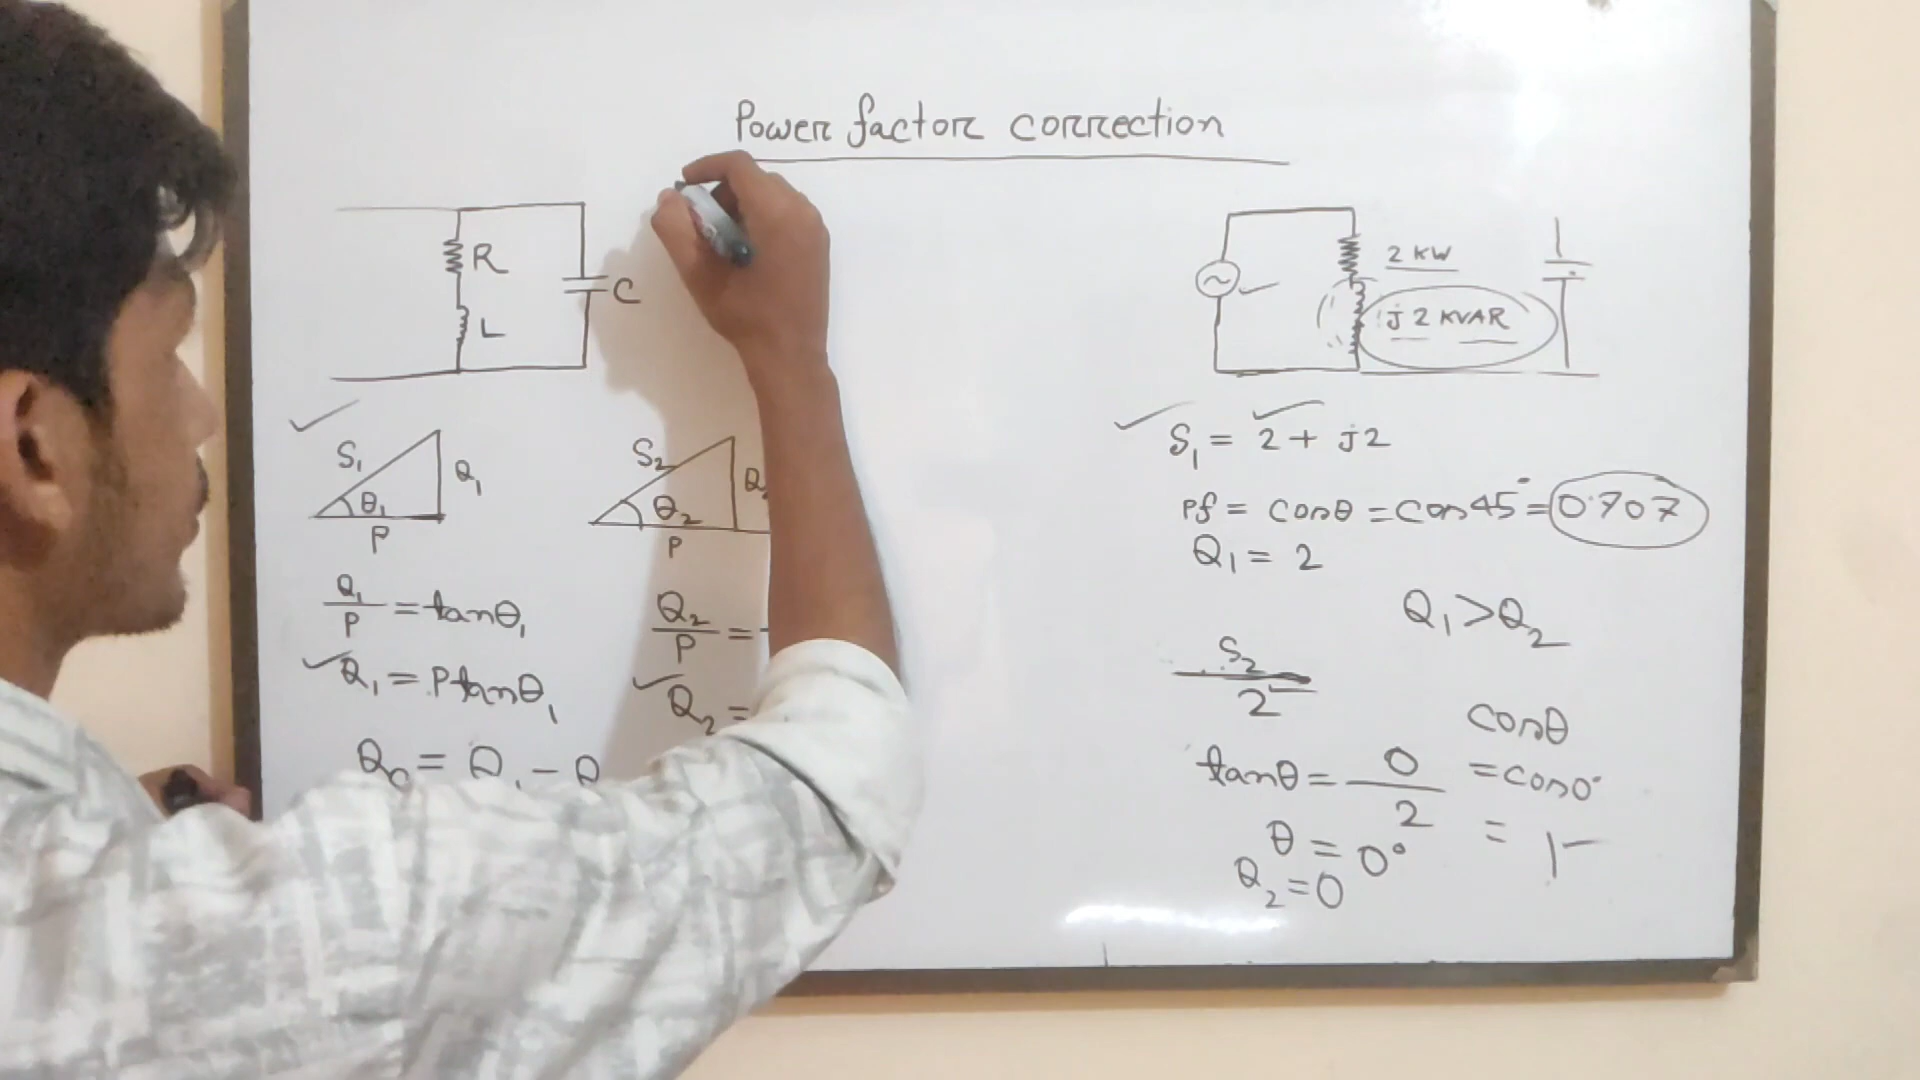 Power factor correction
R
L
C
S₁
Q₁
θ₁
P
Q₁/P = tanθ₁
Q₁ = P tanθ₁
S₂
θ₂
P
Q₂/P =
Q₂ =
Q_C = Q₁ - Q
2 KW
j 2 KVAR
S₁ = 2 + j2
Pf = cosθ = cos45° = 0.707
Q₁ = 2
Q₁ > Q₂
S₂
2
tanθ = 0/2
θ = 0°
Q₂ = 0
cosθ
= cos0°
= 1